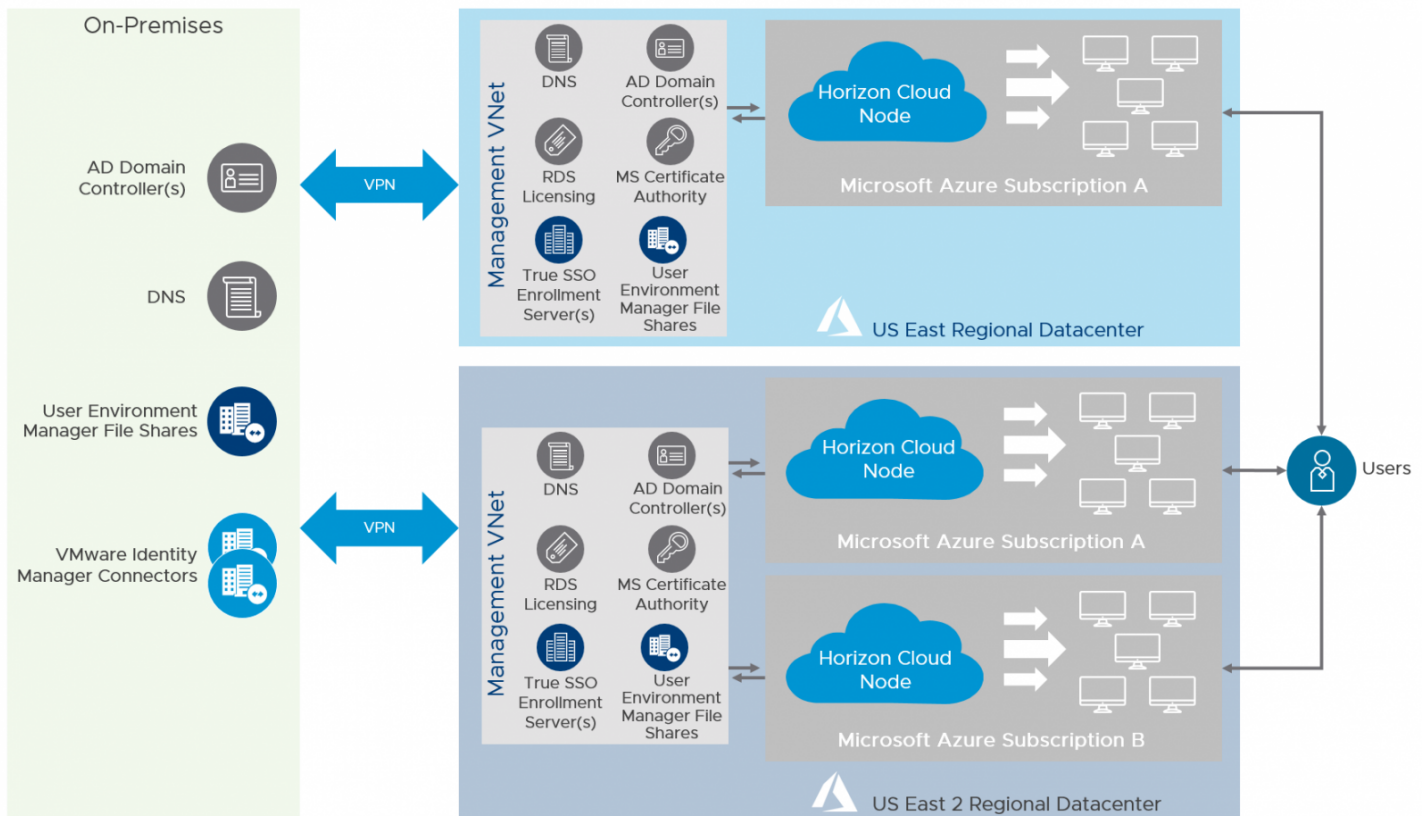 On-Premises
AD Domain
Controller(s)
DNS
User Environment
Manager File Shares
VMware Identity
Manager Connectors
VPN
VPN
Management VNet
DNS
AD Domain
Controller(s)
RDS
Licensing
MS Certificate
Authority
True SSO
Enrollment
Server(s)
User
Environment
Manager File
Shares
Horizon Cloud
Node
Microsoft Azure Subscription A
US East Regional Datacenter
Management VNet
DNS
AD Domain
Controller(s)
RDS
Licensing
MS Certificate
Authority
True SSO
Enrollment
Server(s)
User
Environment
Manager File
Shares
Horizon Cloud
Node
Microsoft Azure Subscription A
Horizon Cloud
Node
Microsoft Azure Subscription B
US East 2 Regional Datacenter
Users